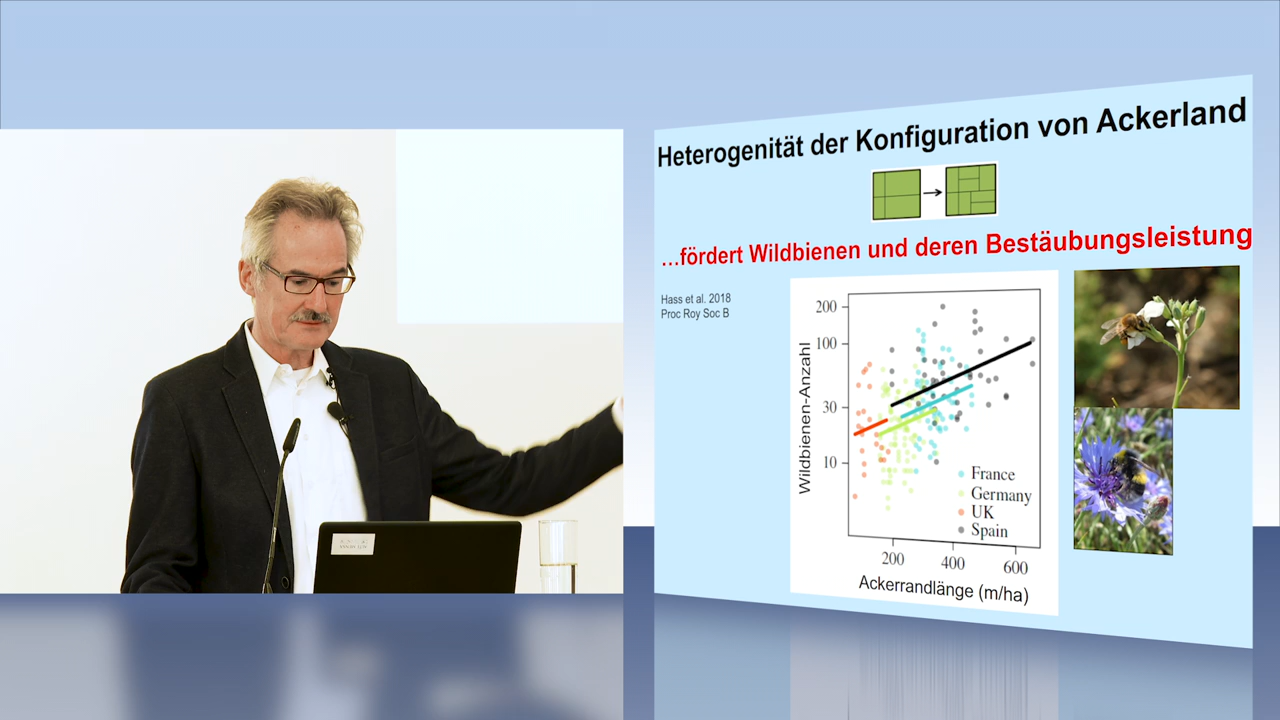 Heterogenität der Konfiguration von Ackerland
...fördert Wildbienen und deren Bestäubungsleistung
Hass et al. 2018
Proc Roy Soc B
Wildbienen-Anzahl
200
100
30
10
France
Germany
UK
Spain
200 400 600
Ackerrandlänge (m/ha)